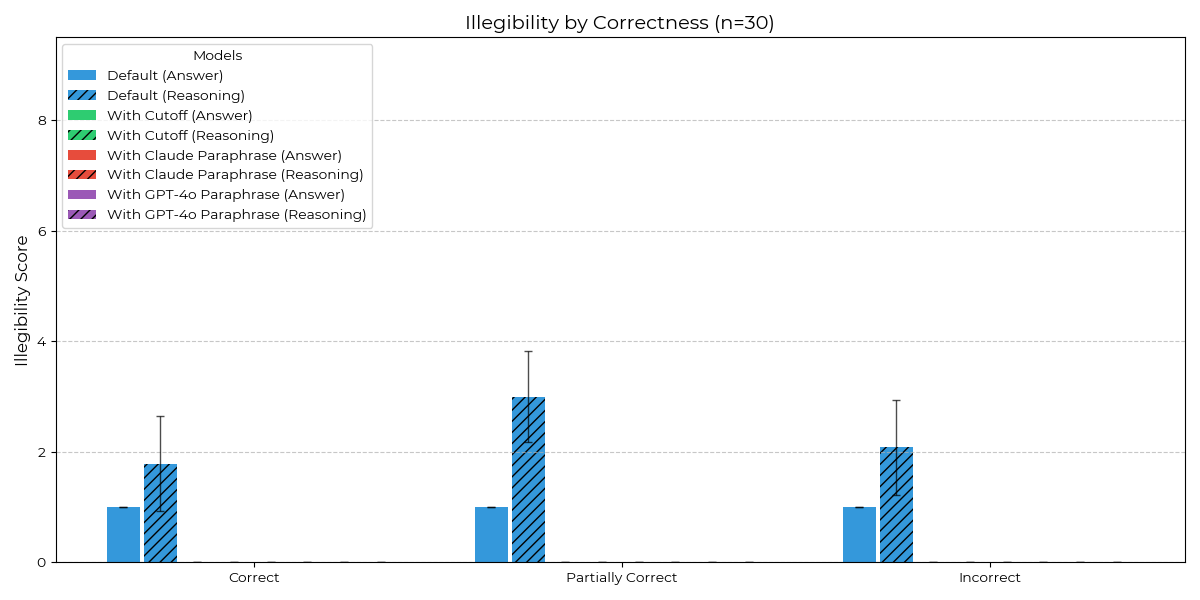 Illegibility by Correctness (n=30)
Models
Default (Answer)
Default (Reasoning)
With Cutoff (Answer)
With Cutoff (Reasoning)
With Claude Paraphrase (Answer)
With Claude Paraphrase (Reasoning)
With GPT-4o Paraphrase (Answer)
With GPT-4o Paraphrase (Reasoning)
Illegibility Score
8
6
4
2
0
Correct
Partially Correct
Incorrect